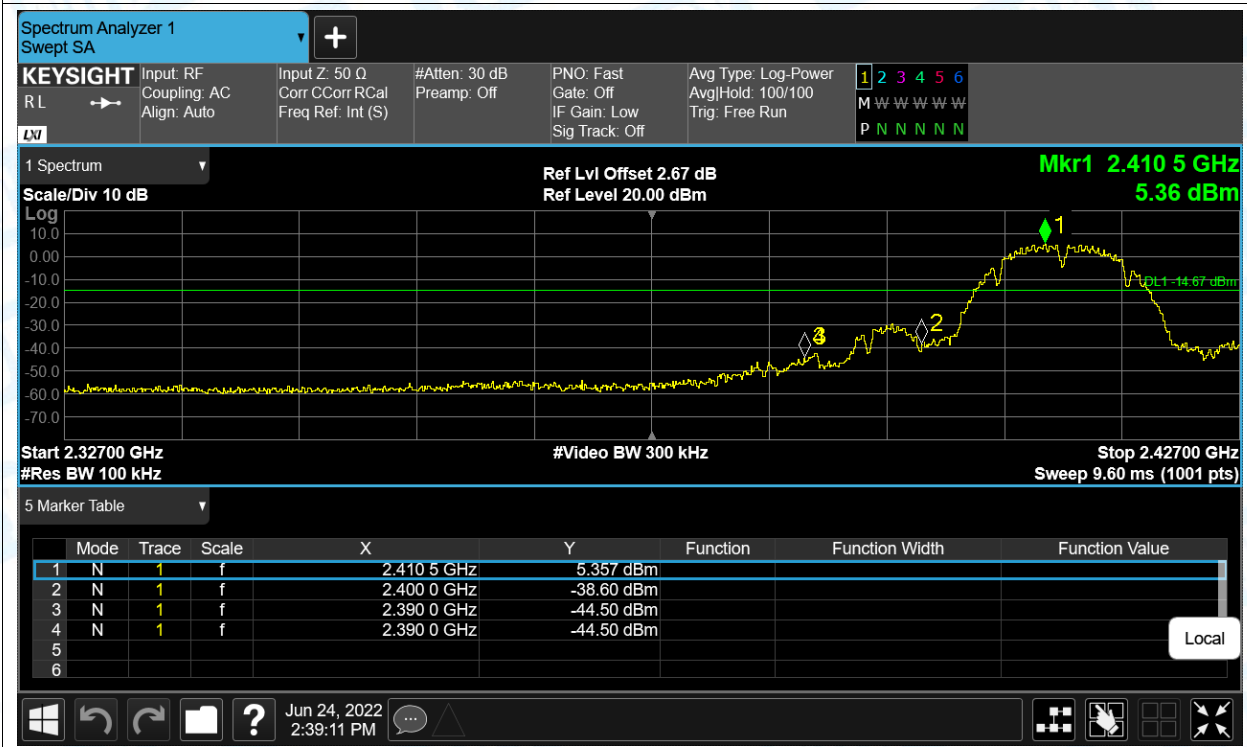 Spectrum Analyzer 1
Swept SA
KEYSIGHT
R L
LXI
Input: RF
Coupling: AC
Align: Auto
Input Z: 50 Ω
Corr CCorr RCal
Freq Ref: Int (S)
#Atten: 30 dB
Preamp: Off
PNO: Fast
Gate: Off
IF Gain: Low
Sig Track: Off
Avg Type: Log-Power
Avg|Hold: 100/100
Trig: Free Run
1 2 3 4 5 6
M W W W W W
P N N N N N
1 Spectrum
Scale/Div 10 dB
Ref Lvl Offset 2.67 dB
Ref Level 20.00 dBm
Mkr1 2.410 5 GHz
5.36 dBm
Log
10.0
0.00
-10.0
-20.0
-30.0
-40.0
-50.0
-60.0
-70.0
1
DL1 -14.67 dBm
2
Start 2.32700 GHz
#Video BW 300 kHz
Stop 2.42700 GHz
#Res BW 100 kHz
Sweep 9.60 ms (1001 pts)
5 Marker Table
Mode Trace Scale X Y Function Function Width Function Value
1 N 1 f 2.410 5 GHz 5.357 dBm
2 N 1 f 2.400 0 GHz -38.60 dBm
3 N 1 f 2.390 0 GHz -44.50 dBm
4 N 1 f 2.390 0 GHz -44.50 dBm
5
6
Local
?
Jun 24, 2022
2:39:11 PM